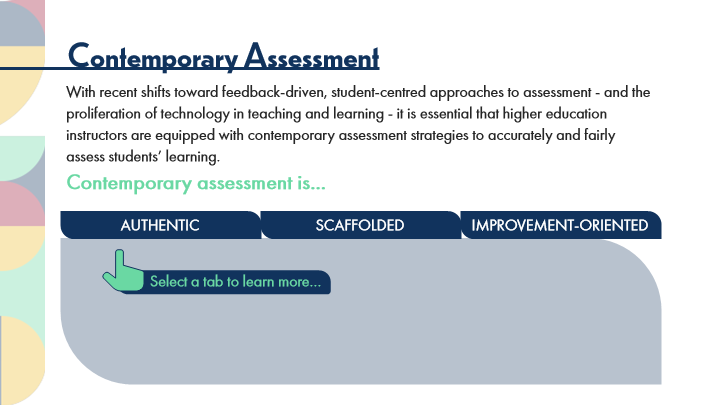 Contemporary Assessment
With recent shifts toward feedback-driven, student-centred approaches to assessment - and the
proliferation of technology in teaching and learning - it is essential that higher education
instructors are equipped with contemporary assessment strategies to accurately and fairly
assess students’ learning.
Contemporary assessment is...
AUTHENTIC SCAFFOLDED IMPROVEMENT-ORIENTED
Select a tab to learn more...